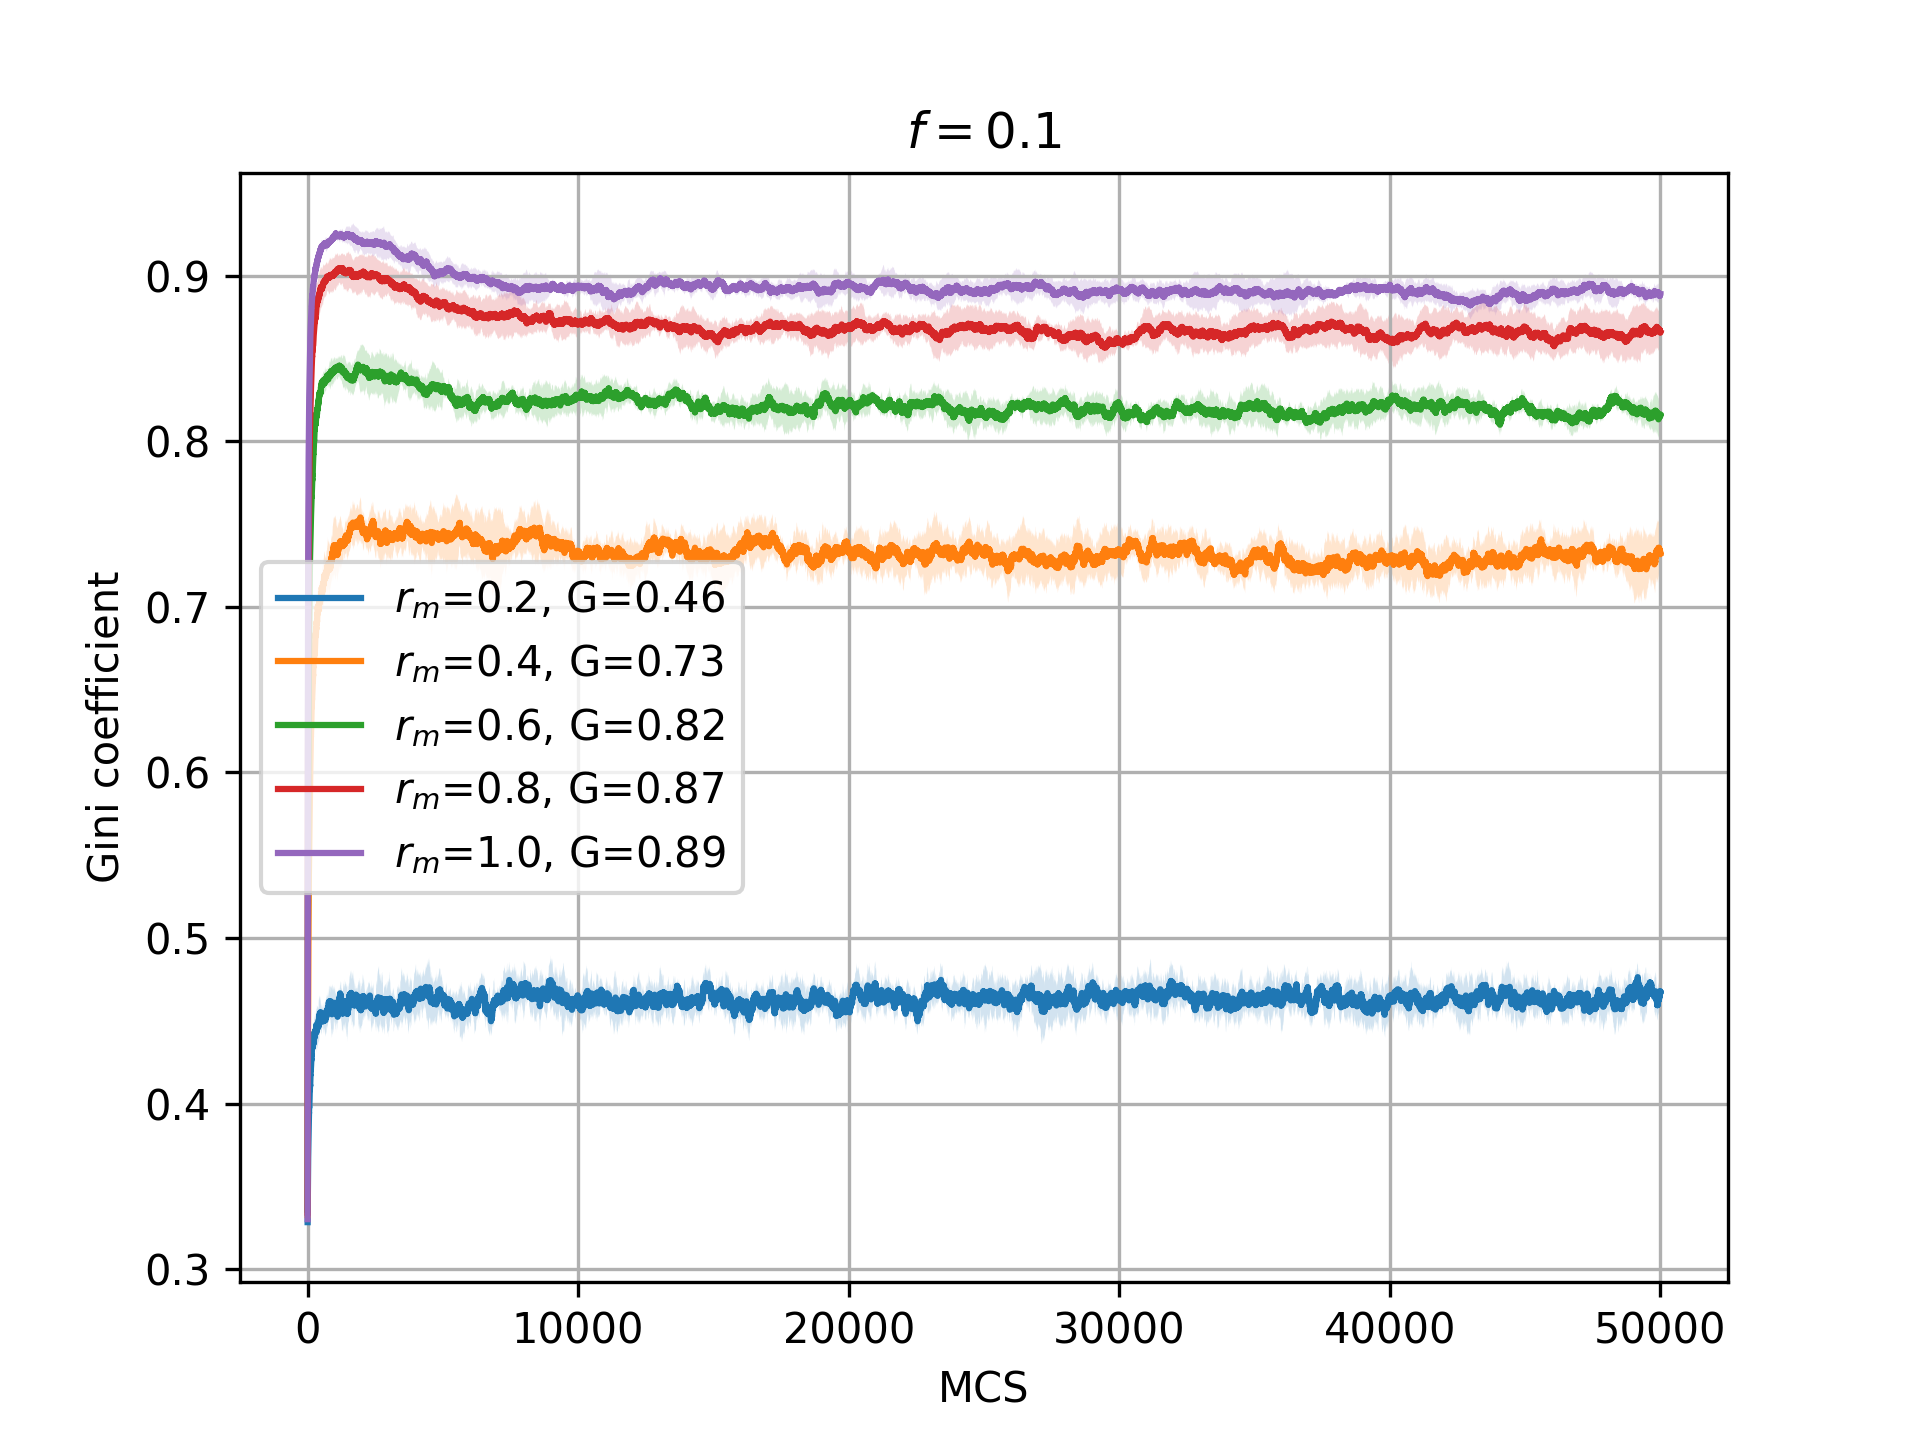 f = 0.1
Gini coefficient
0.9
0.8
0.7
0.6
0.5
0.4
0.3
r_m=0.2, G=0.46
r_m=0.4, G=0.73
r_m=0.6, G=0.82
r_m=0.8, G=0.87
r_m=1.0, G=0.89
0 10000 20000 30000 40000 50000
MCS